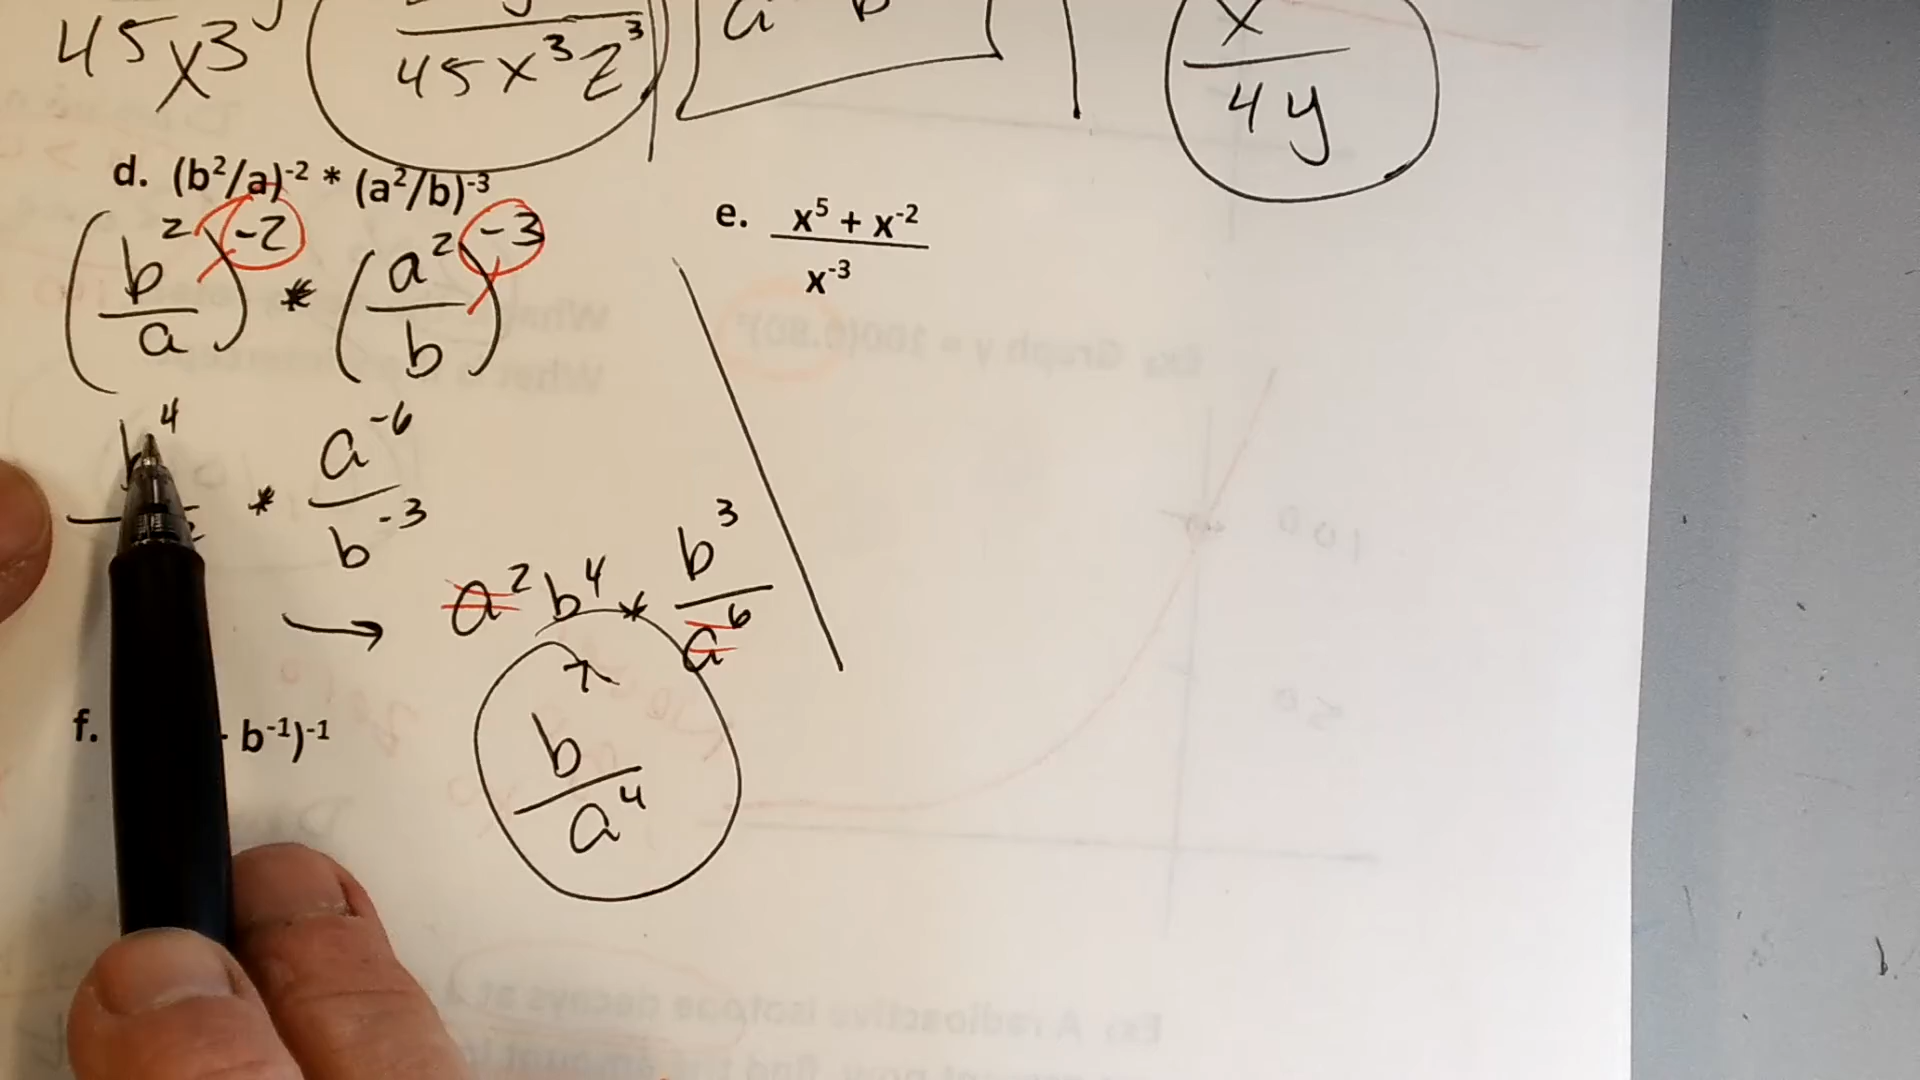 45x3
45x³z³
a b
x
4y
d. (b²/a)⁻² * (a²/b)⁻³
(b²/a)⁻² * (a²/b)⁻³
b⁴ * a⁻⁶/b⁻³
→ a²b⁴ * b³/a⁶
b⁷/a⁴
e. x⁵ + x⁻²
x⁻³
f. b⁻¹)⁻¹